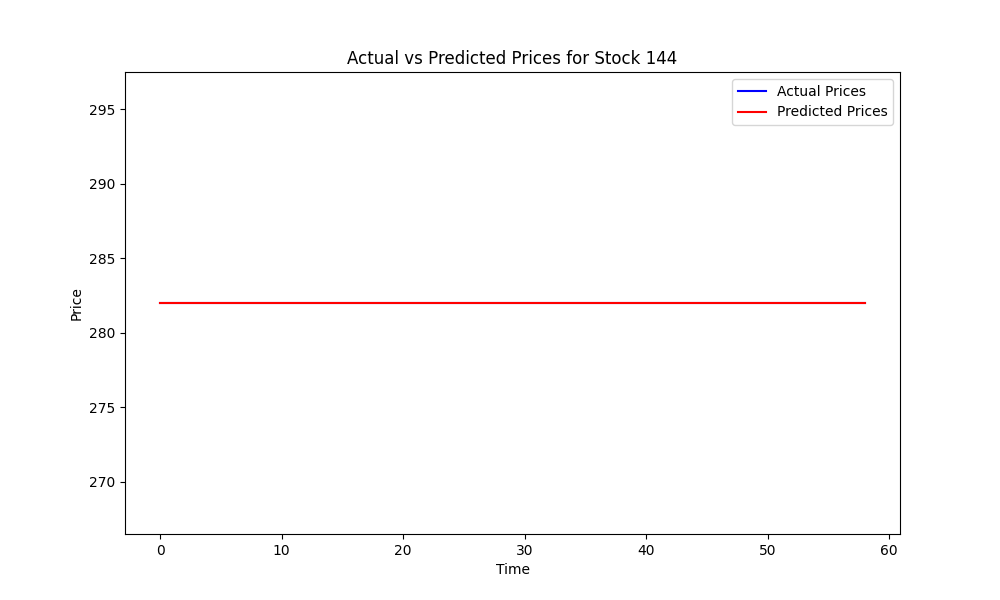 Actual vs Predicted Prices for Stock 144
Actual Prices
Predicted Prices
295
290
285
280
275
270
Price
0 10 20 30 40 50 60
Time